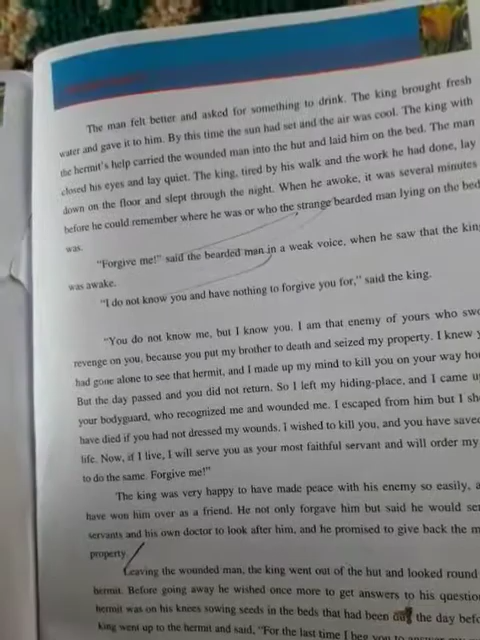 The man felt better and asked for something to drink. The king brought fresh
water and gave it to him. By this time the sun had set and the air was cool. The king with
the hermit's help carried the wounded man into the hut and laid him on the bed. The man
closed his eyes and lay quiet. The king, tired by his walk and the work he had done, lay
down on the floor and slept through the night. When he awoke, it was several minutes
before he could remember where he was or who the strange bearded man lying on the bed
was.
"Forgive me!" said the bearded man in a weak voice, when he saw that the kin
was awake.
"I do not know you and have nothing to forgive you for," said the king.
"You do not know me, but I know you. I am that enemy of yours who swo
revenge on you, because you put my brother to death and seized my property. I knew y
had gone alone to see that hermit, and I made up my mind to kill you on your way ho
But the day passed and you did not return. So I left my hiding-place, and I came u
your bodyguard, who recognized me and wounded me. I escaped from him but I sh
have died if you had not dressed my wounds. I wished to kill you, and you have save
life. Now, if I live, I will serve you as your most faithful servant and will order my
to do the same. Forgive me!"
The king was very happy to have made peace with his enemy so easily, a
have won him over as a friend. He not only forgave him but said he would se
servants and his own doctor to look after him, and he promised to give back the m
property.
Leaving the wounded man, the king went out of the hut and looked round
hermit. Before going away he wished once more to get answers to his questio
hermit was on his knees sowing seeds in the beds that had been the day befo
king went up to the hermit and said, "For the last time I beg you to